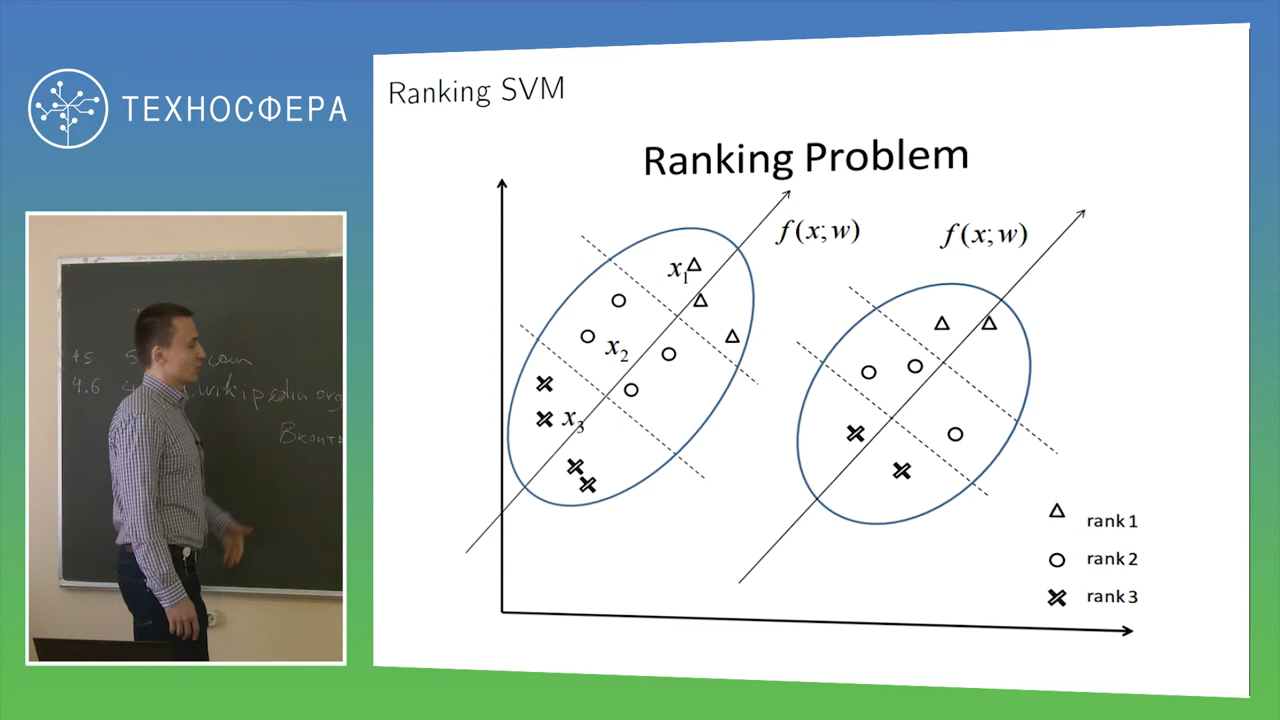 ТЕХНОСФЕРА
Ranking SVM
Ranking Problem
f(x;w)
f(x;w)
x₁
x₂
x₃
rank 1
rank 2
rank 3
4.5
4.6
.wikipedia.org